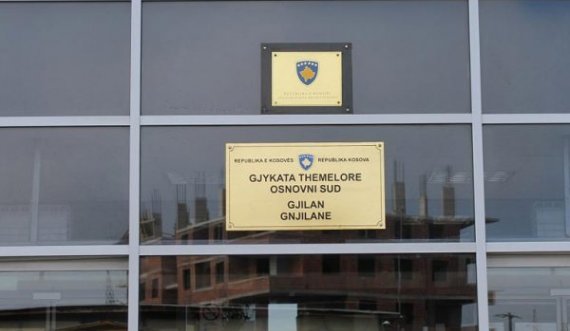 REPUBLIKA E KOSOVËS REPUBLIKA KOSOVA
GJYKATA THEMELORE
OSNOVNI SUD
GJILAN
GNJILANE